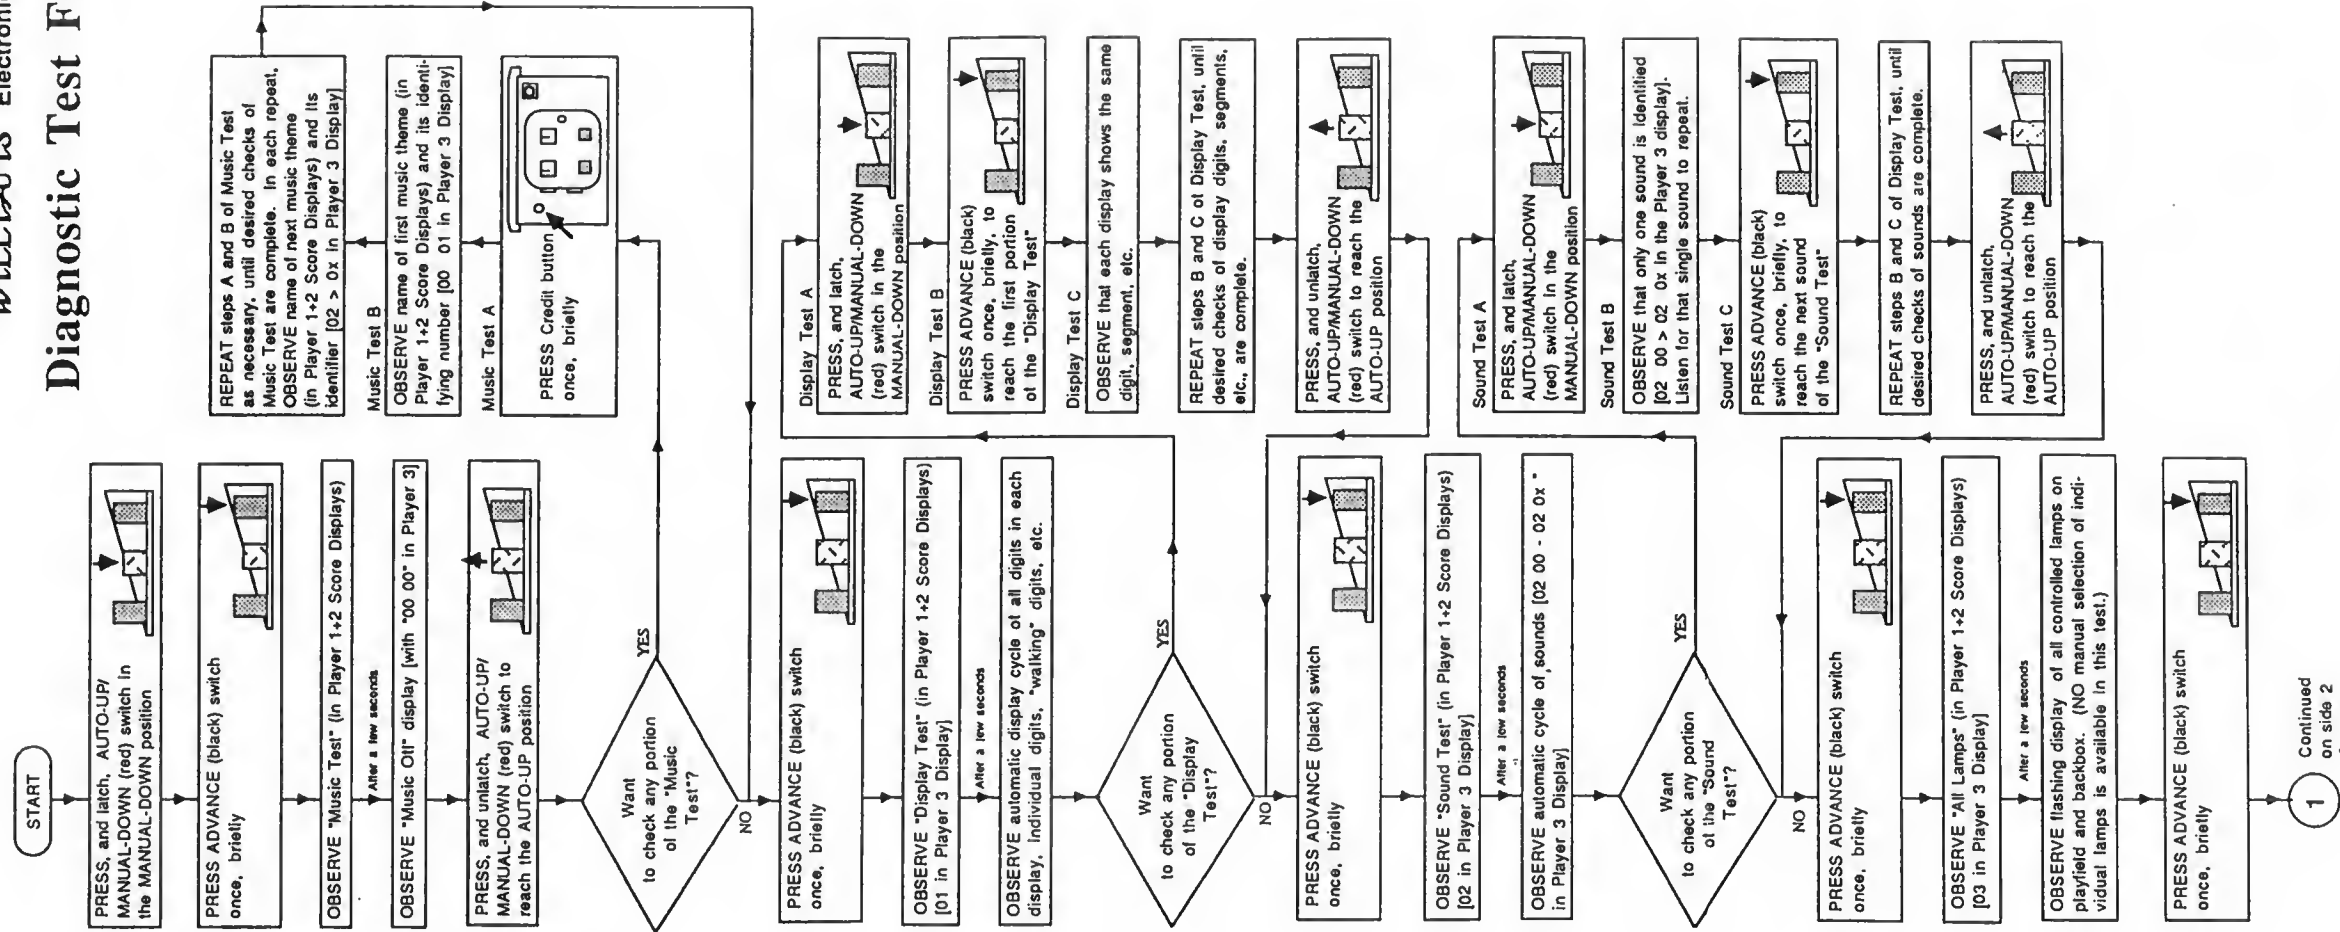 Electronic
Diagnostic Test F
START
PRESS, and latch, AUTO-UP/
MANUAL-DOWN (red) switch in
the MANUAL-DOWN position
PRESS ADVANCE (black) switch
once, briefly
OBSERVE "Music Test" (in Player 1+2 Score Displays)
After a few seconds
OBSERVE "Music Off" display [with "00 00" in Player 3]
PRESS, and unlatch, AUTO-UP/
MANUAL-DOWN (red) switch to
reach the AUTO-UP position
Want
to check any portion
of the "Music
Test"?
YES
NO
Music Test A
PRESS Credit button
once, briefly
Music Test B
OBSERVE name of first music theme (in
Player 1+2 Score Displays) and its identi-
fying number [00 01 in Player 3 Display]
REPEAT steps A and B of Music Test
as necessary, until desired checks of
Music Test are complete. In each repeat,
OBSERVE name of next music theme
(in Player 1+2 Score Displays) and its
identifier [02 > 0x in Player 3 Display]
PRESS ADVANCE (black) switch
once, briefly
OBSERVE "Display Test" (in Player 1+2 Score Displays)
[01 in Player 3 Display]
After a few seconds
OBSERVE automatic display cycle of all digits in each
display, individual digits, "walking" digits, etc.
Want
to check any portion
of the "Display
Test"?
YES
NO
Display Test A
PRESS, and latch,
AUTO-UP/MANUAL-DOWN
(red) switch in the
MANUAL-DOWN position
Display Test B
PRESS ADVANCE (black)
switch once, briefly, to
reach the first portion
of the "Display Test"
Display Test C
OBSERVE that each display shows the same
digit, segment, etc.
REPEAT steps B and C of Display Test, until
desired checks of display digits, segments,
etc., are complete.
PRESS, and unlatch,
AUTO-UP/MANUAL-DOWN
(red) switch to reach the
AUTO-UP position
PRESS ADVANCE (black) switch
once, briefly
OBSERVE "Sound Test" (in Player 1+2 Score Displays)
[02 in Player 3 Display]
After a few seconds
OBSERVE automatic cycle of sounds [02 00 - 02 0x "
in Player 3 Display]
Want
to check any portion
of the "Sound
Test"?
YES
NO
Sound Test A
PRESS, and latch,
AUTO-UP/MANUAL-DOWN
(red) switch in the
MANUAL-DOWN position
Sound Test B
OBSERVE that only one sound is identified
[02 00 > 02 0x in the Player 3 display].
Listen for that single sound to repeat.
Sound Test C
PRESS ADVANCE (black)
switch once, briefly, to
reach the next sound
of the "Sound Test"
REPEAT steps B and C of Display Test, until
desired checks of sounds are complete.
PRESS, and unlatch,
AUTO-UP/MANUAL-DOWN
(red) switch to reach the
AUTO-UP position
PRESS ADVANCE (black) switch
once, briefly
OBSERVE "All Lamps" (in Player 1+2 Score Displays)
[03 in Player 3 Display]
After a few seconds
OBSERVE flashing display of all controlled lamps on
playfield and backbox. (NO manual selection of indi-
vidual lamps is available in this test.)
PRESS ADVANCE (black) switch
once, briefly
1
Continued
on side 2